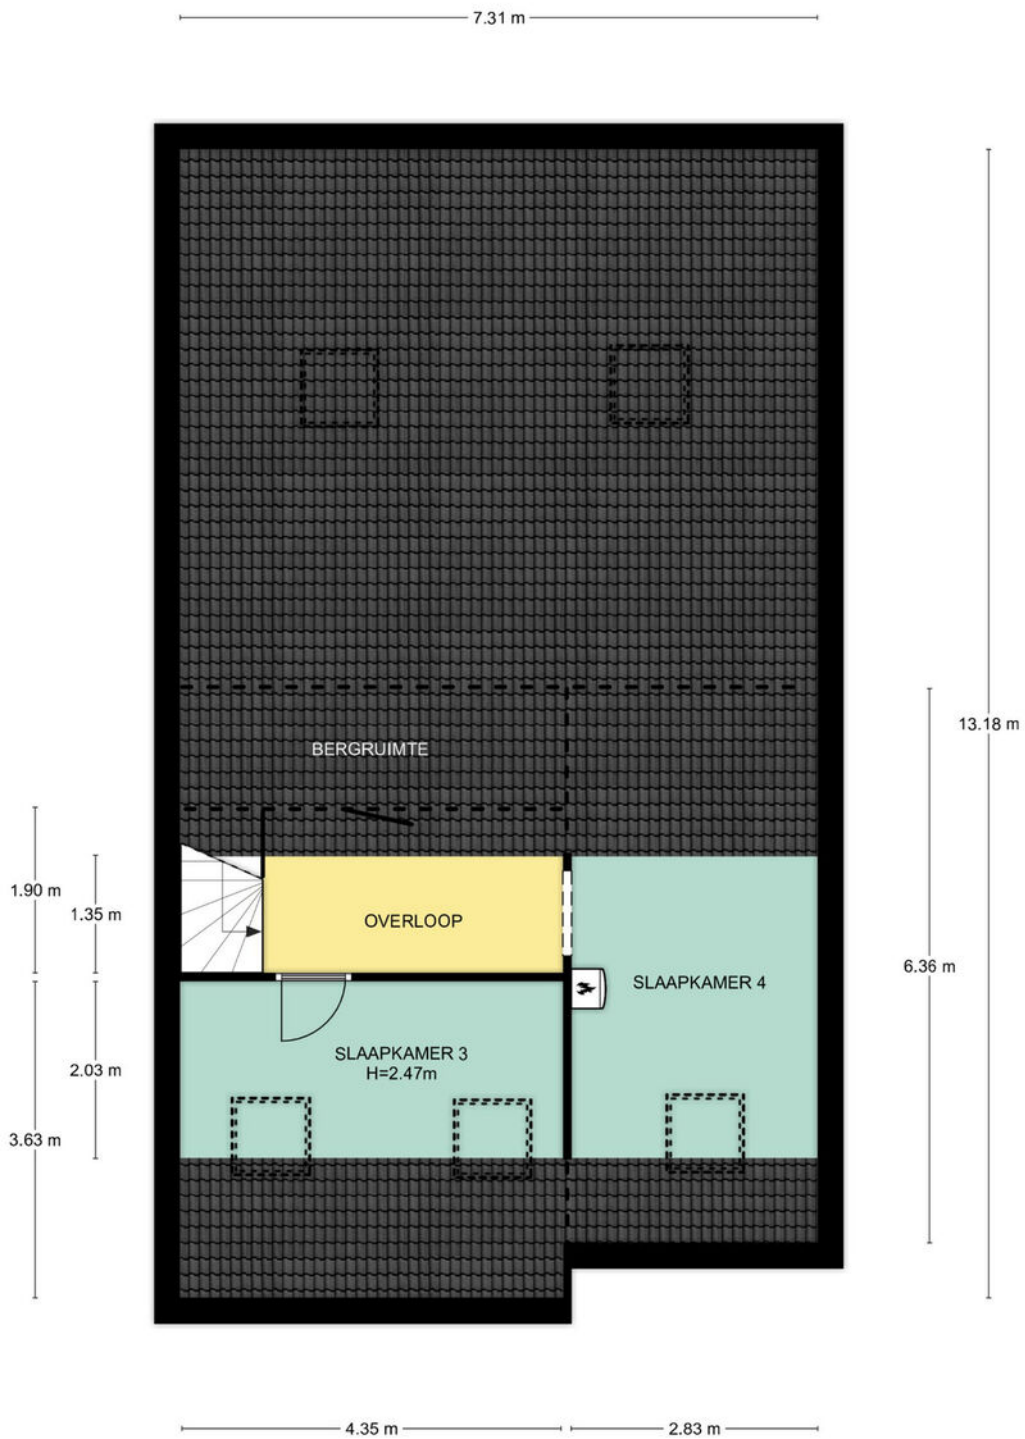 7.31 m
BERGRUIMTE
13.18 m
1.90 m
1.35 m
OVERLOOP
6.36 m
SLAAPKAMER 4
SLAAPKAMER 3
H=2.47m
2.03 m
3.63 m
4.35 m
2.83 m